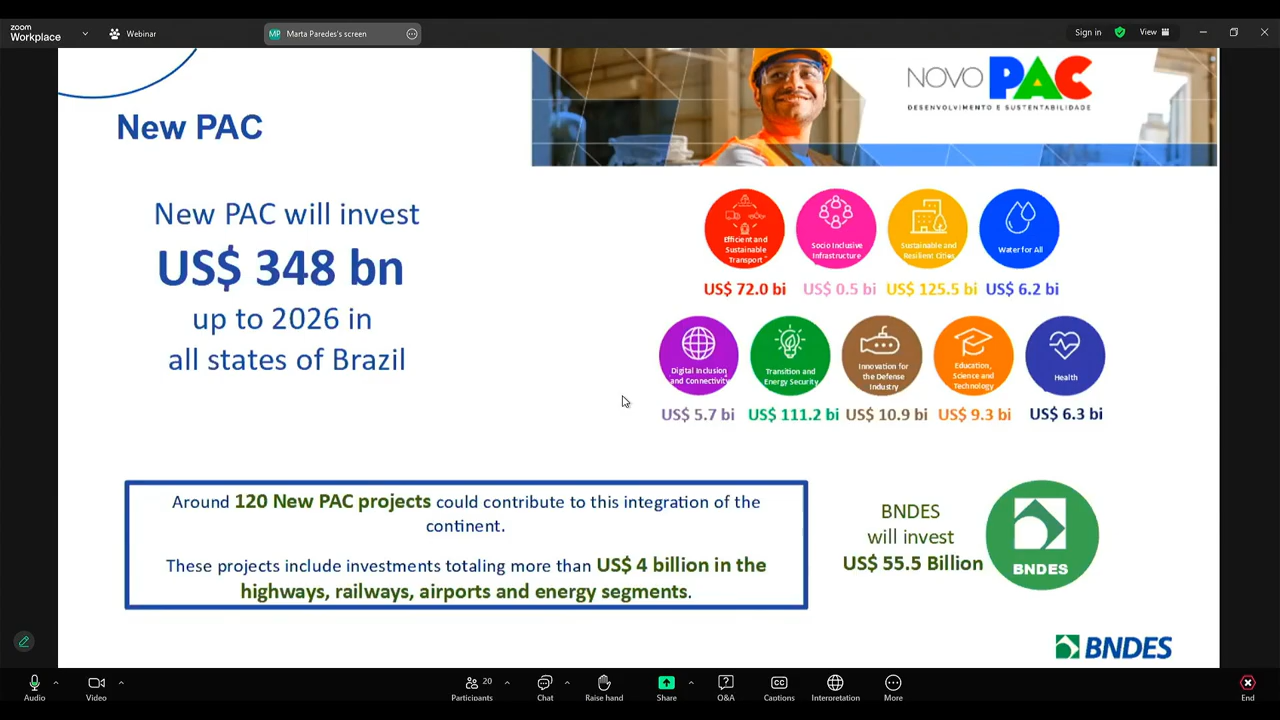 zoom
Workplace
Webinar
MP Marta Paredes's screen
Sign in
View
New PAC
NOVO PAC
DESENVOLVIMENTO E SUSTENTABILIDADE
New PAC will invest
US$ 348 bn
up to 2026 in
all states of Brazil
Efficient and
Sustainable
Transport
US$ 72.0 bi
Socio Inclusive
Infrastructure
US$ 0.5 bi
Sustainable and
Resilient Cities
US$ 125.5 bi
Water for All
US$ 6.2 bi
Digital Inclusion
and Connectivity
US$ 5.7 bi
Transition and
Energy Security
US$ 111.2 bi
Innovation for
the Defense
Industry
US$ 10.9 bi
Education,
Science and
Technology
US$ 9.3 bi
Health
US$ 6.3 bi
Around 120 New PAC projects could contribute to this integration of the
continent.
These projects include investments totaling more than US$ 4 billion in the
highways, railways, airports and energy segments.
BNDES
will invest
US$ 55.5 Billion
BNDES
BNDES
Audio
Video
20
Participants
Chat
Raise hand
Share
Q&A
CC
Captions
Interpretation
More
End